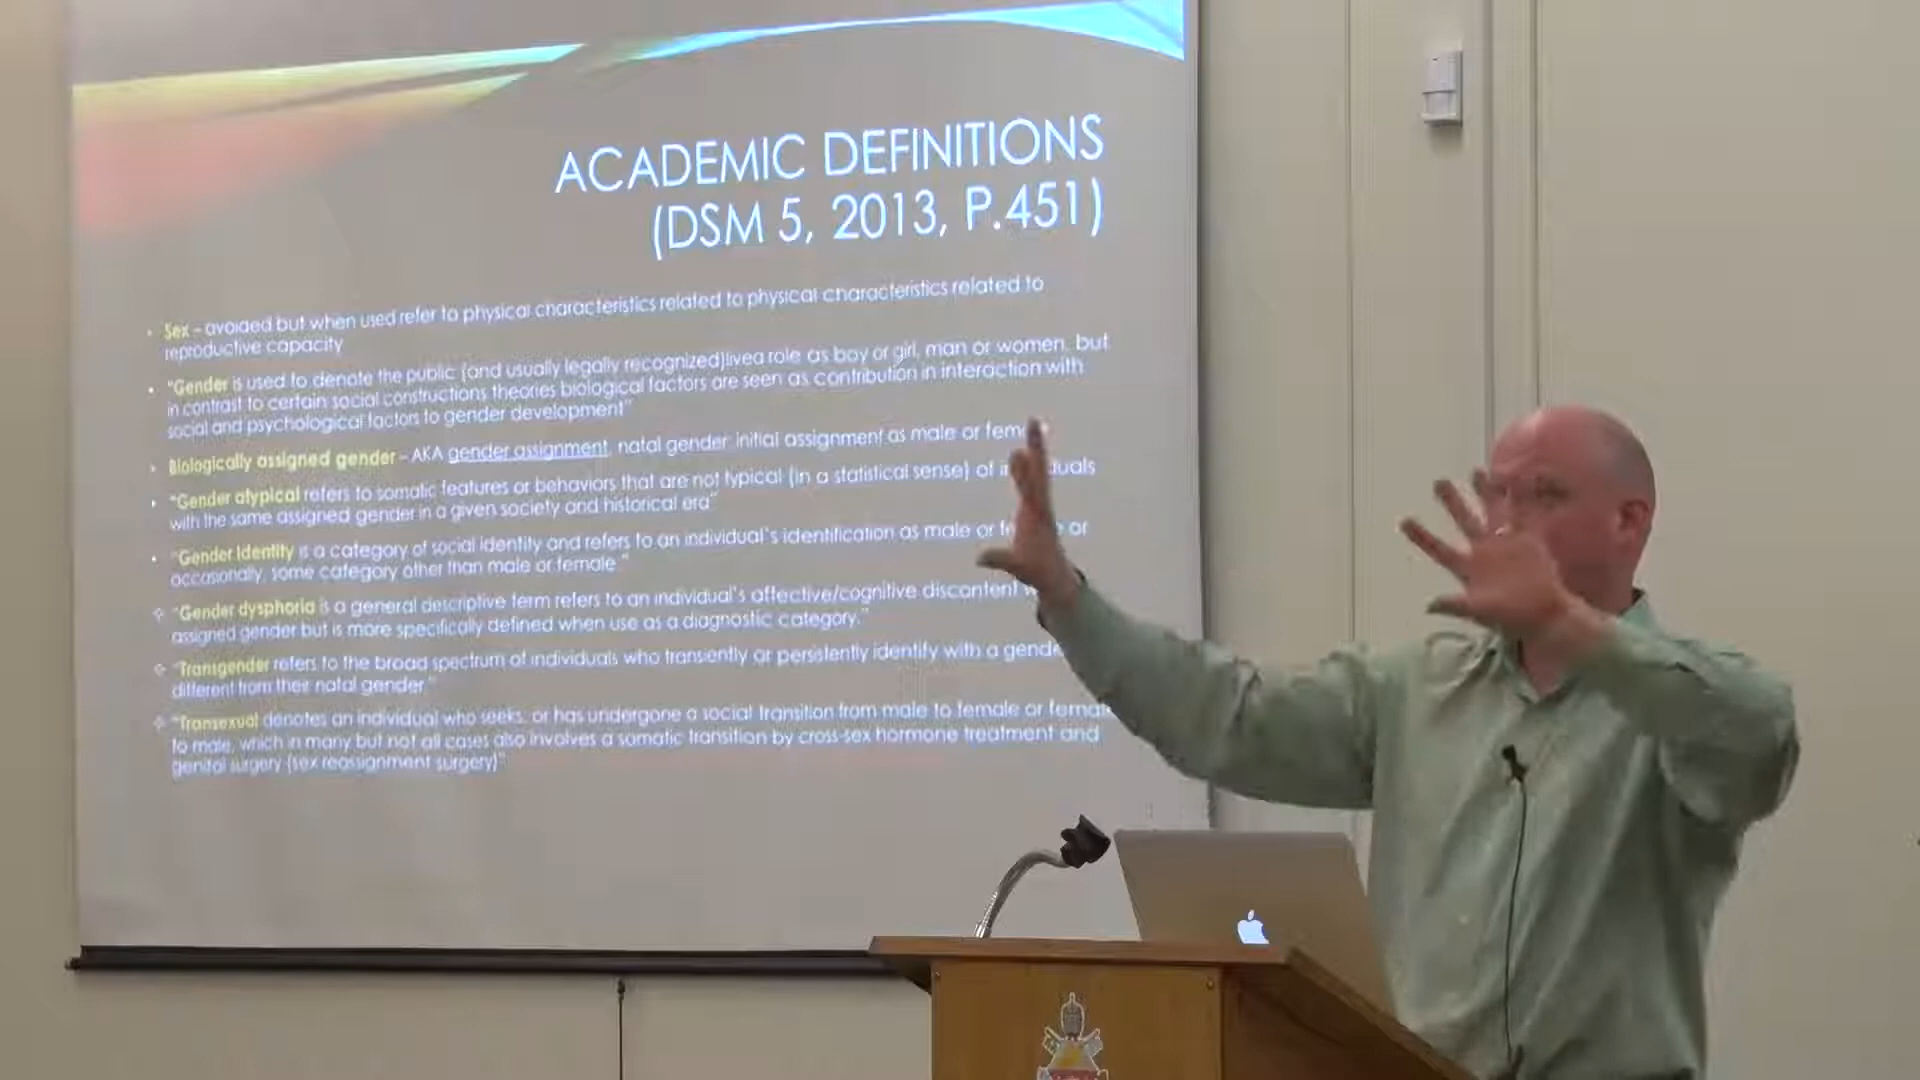 ACADEMIC DEFINITIONS
(DSM 5, 2013, P.451)
Sex – avoided but when used refer to physical characteristics related to physical characteristics related to
reproductive capacity
"Gender is used to denote the public (and usually legally recognized)lived role as boy or girl, man or women, but
in contrast to certain social constructions theories biological factors are seen as contribution in interaction with
social and psychological factors to gender development"
Biologically assigned gender – AKA gender assignment, natal gender: initial assignment as male or
"Gender atypical refers to somatic features or behaviors that are not typical (in a statistical sense) of
with the same assigned gender in a given society and historical era"
"Gender Identity is a category of social identity and refers to an individual's identification as male or or
occasionally, some category other than male or female."
"Gender dysphoria is a general descriptive term refers to an individual's affective/cognitive discontent
assigned gender but is more specifically defined when use as a diagnostic category."
"Transgender refers to the broad spectrum of individuals who transiently or persistently identify with a
different from their natal gender"
"Transexual denotes an individual who seeks, or has undergone a social transition from male to female or
to male, which in many but not all cases also involves a somatic transition by cross-sex hormone treatment and
genital surgery (sex reassignment surgery)"